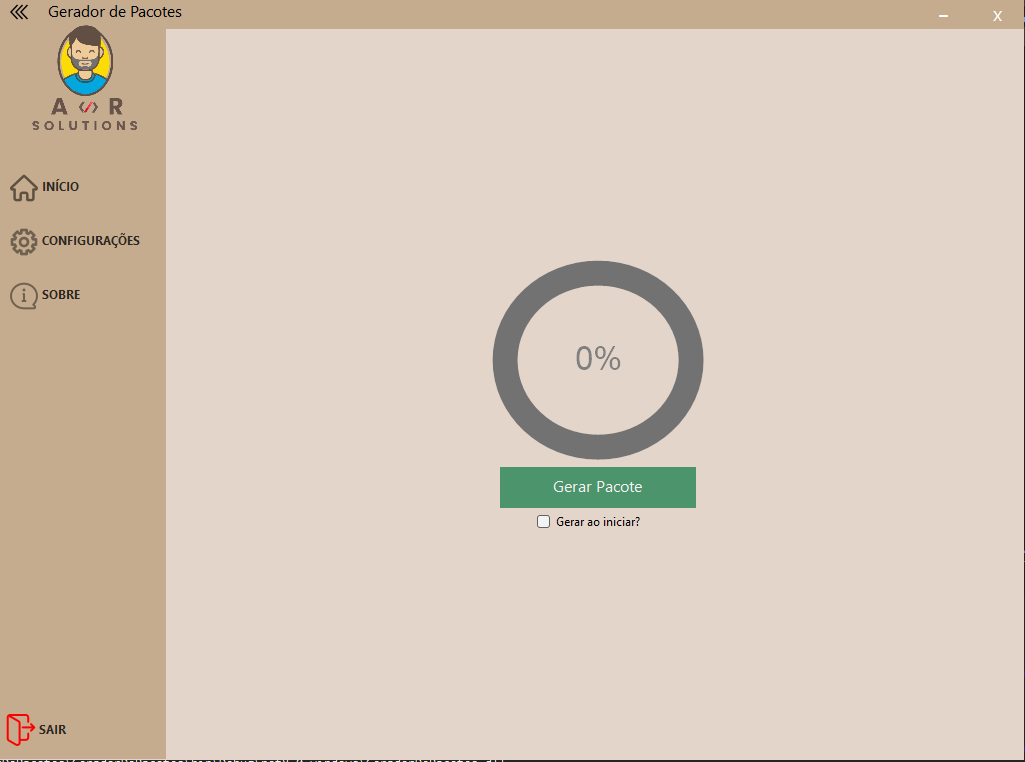 Gerador de Pacotes
X
A </> R
SOLUTIONS
INÍCIO
CONFIGURAÇÕES
SOBRE
0%
Gerar Pacote
Gerar ao iniciar?
SAIR